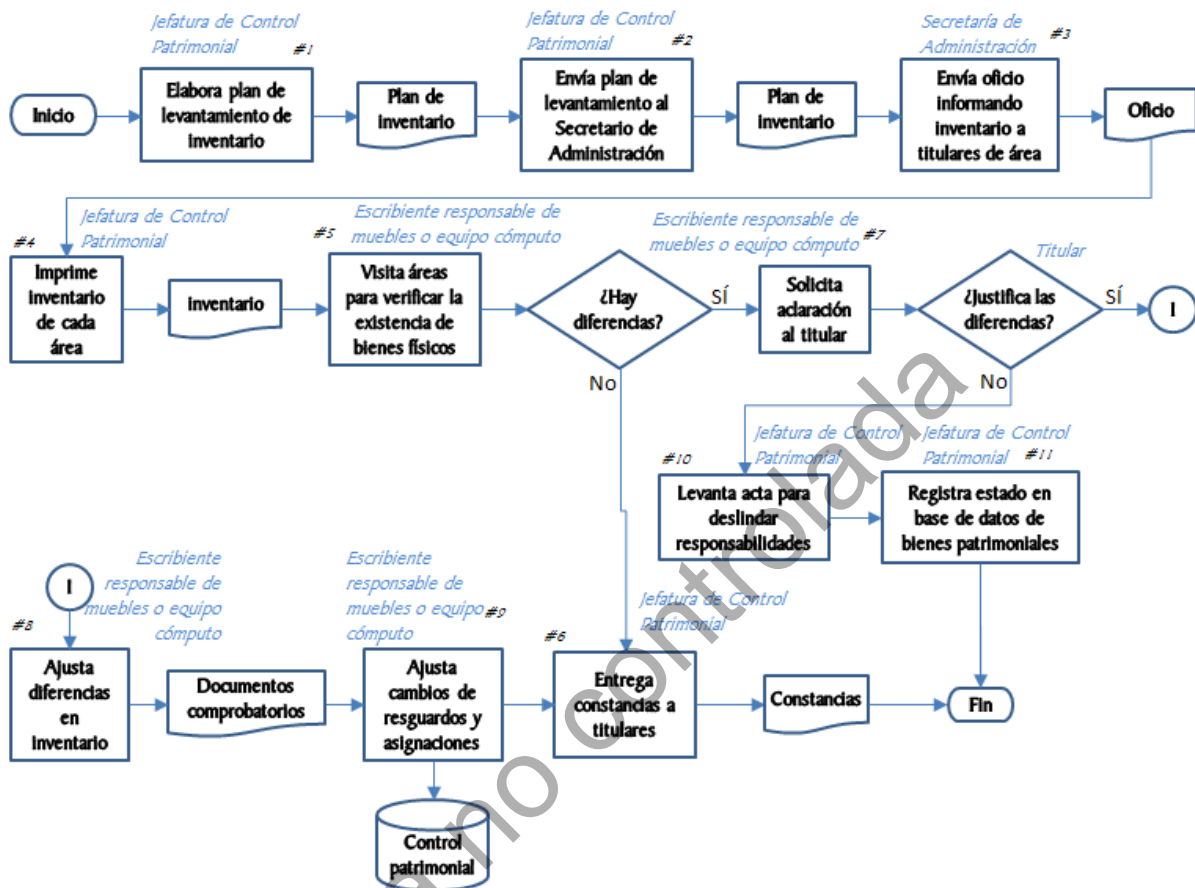 Jefatura de Control
Patrimonial
#1
Jefatura de Control
Patrimonial
#2
Secretaría de
Administración
#3
Inicio
Elabora plan de
levantamiento de
inventario
Plan de
inventario
Envía plan de
levantamiento al
Secretario de
Administración
Plan de
inventario
Envía oficio
informando
inventario a
titulares de área
Oficio
#4
Jefatura de Control
Patrimonial
#5
Escribiente responsable de
muebles o equipo cómputo
Escribiente responsable de
muebles o equipo cómputo
#7
Titular
Imprime
inventario
de cada
área
inventario
Visita áreas
para verificar la
existencia de
bienes físicos
¿Hay
diferencias?
SÍ
No
Solicita
aclaración
al titular
¿Justifica las
diferencias?
SÍ
No
1
#10
Jefatura de Control
Patrimonial
Jefatura de Control
Patrimonial
#11
Levanta acta para
deslindar
responsabilidades
Registra estado en
base de datos de
bienes patrimoniales
1
#8
Escribiente
responsable de
muebles o equipo
cómputo
Escribiente
responsable de
muebles o equipo
cómputo
#9
Jefatura de Control
Patrimonial
#6
Ajusta
diferencias en
inventario
Documentos
comprobatorios
Ajusta
cambios de
resguardos y
asignaciones
Entrega
constancias a
titulares
Constancias
Fin
Control
patrimonial
no controlada